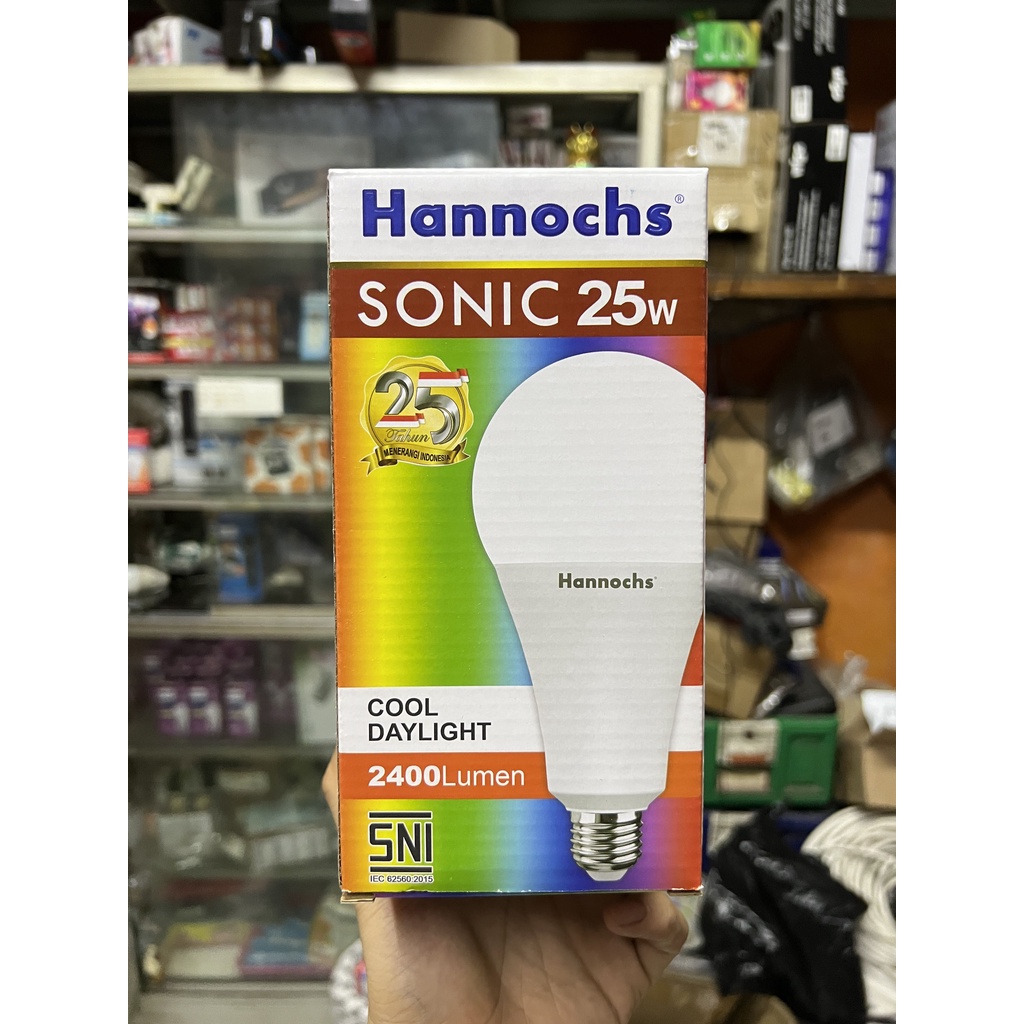 Hannochs®
SONIC 25W
25
Tahun
MENERANGI INDONESIA
Hannochs
COOL
DAYLIGHT
2400Lumen
SNI
IEC 62560:2015